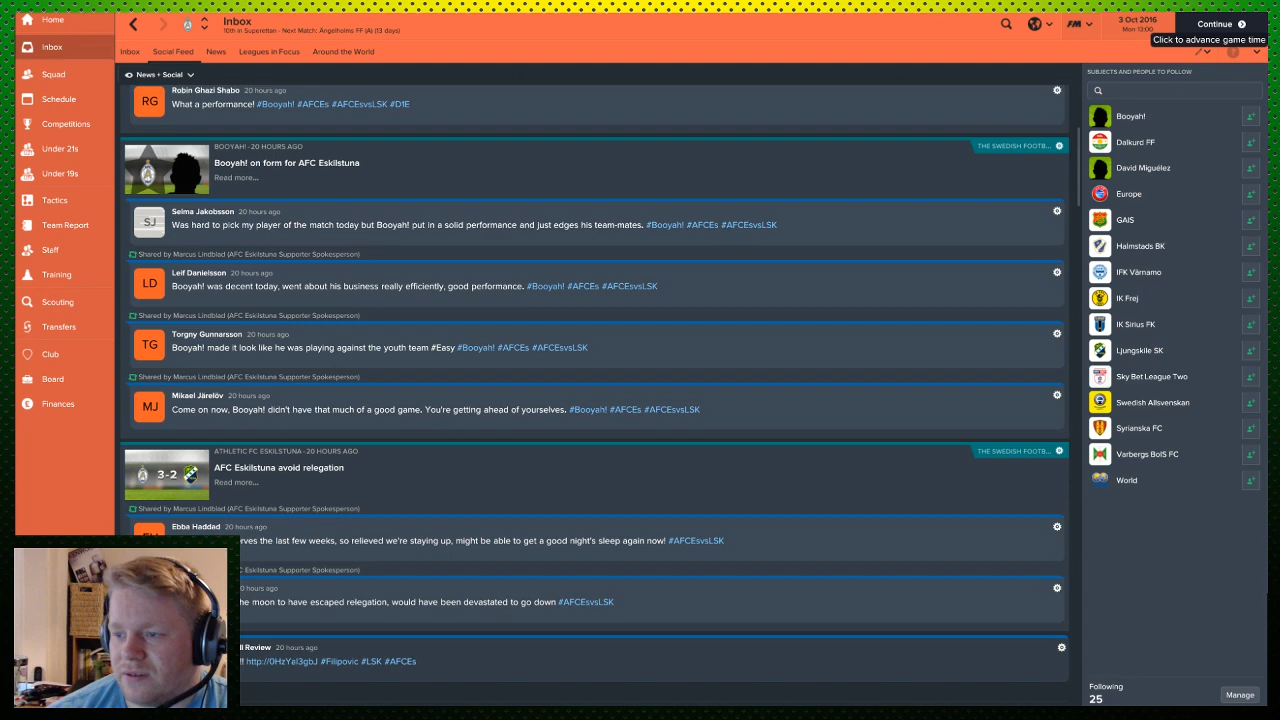 Home
Inbox
10th in Superettan - Next Match: Ängelholms FF (A) (13 days)
3 Oct 2016
Mon 13:00
Continue
Click to advance game time
Inbox
Squad
Schedule
Competitions
Under 21s
Under 19s
Tactics
Team Report
Staff
Training
Scouting
Transfers
Club
Board
Finances
Inbox Social Feed News Leagues in Focus Around the World
FM
News + Social
RG
Robin Ghazi Shabo 20 hours ago
What a performance! #Booyah! #AFCEs #AFCEsvsLSK #D1E
BOOYAH! - 20 HOURS AGO
THE SWEDISH FOOTB...
Booyah! on form for AFC Eskilstuna
Read more...
SJ
Selma Jakobsson 20 hours ago
Was hard to pick my player of the match today but Booyah! put in a solid performance and just edges his team-mates. #Booyah! #AFCEs #AFCEsvsLSK
Shared by Marcus Lindblad (AFC Eskilstuna Supporter Spokesperson)
LD
Leif Danielsson 20 hours ago
Booyah! was decent today, went about his business really efficiently, good performance. #Booyah! #AFCEs #AFCEsvsLSK
Shared by Marcus Lindblad (AFC Eskilstuna Supporter Spokesperson)
TG
Torgny Gunnarsson 20 hours ago
Booyah! made it look like he was playing against the youth team #Easy #Booyah! #AFCEs #AFCEsvsLSK
Shared by Marcus Lindblad (AFC Eskilstuna Supporter Spokesperson)
MJ
Mikael Järelöv 20 hours ago
Come on now, Booyah! didn't have that much of a good game. You're getting ahead of yourselves. #Booyah! #AFCEs #AFCEsvsLSK
ATHLETIC FC ESKILSTUNA - 20 HOURS AGO
THE SWEDISH FOOTB...
3-2
AFC Eskilstuna avoid relegation
Read more...
Shared by Marcus Lindblad (AFC Eskilstuna Supporter Spokesperson)
Ebba Haddad 20 hours ago
rves the last few weeks, so relieved we're staying up, might be able to get a good night's sleep again now! #AFCEsvsLSK
C Eskilstuna Supporter Spokesperson)
hours ago
he moon to have escaped relegation, would have been devastated to go down #AFCEsvsLSK
ll Review 20 hours ago
! http://0HzYal3gbJ #Filipovic #LSK #AFCEs
SUBJECTS AND PEOPLE TO FOLLOW
Booyah!
Dalkurd FF
David Miguélez
Europe
GAIS
Halmstads BK
IFK Värnamo
IK Frej
IK Sirius FK
Ljungskile SK
Sky Bet League Two
Swedish Allsvenskan
Syrianska FC
Varbergs BoIS FC
World
Following
25
Manage